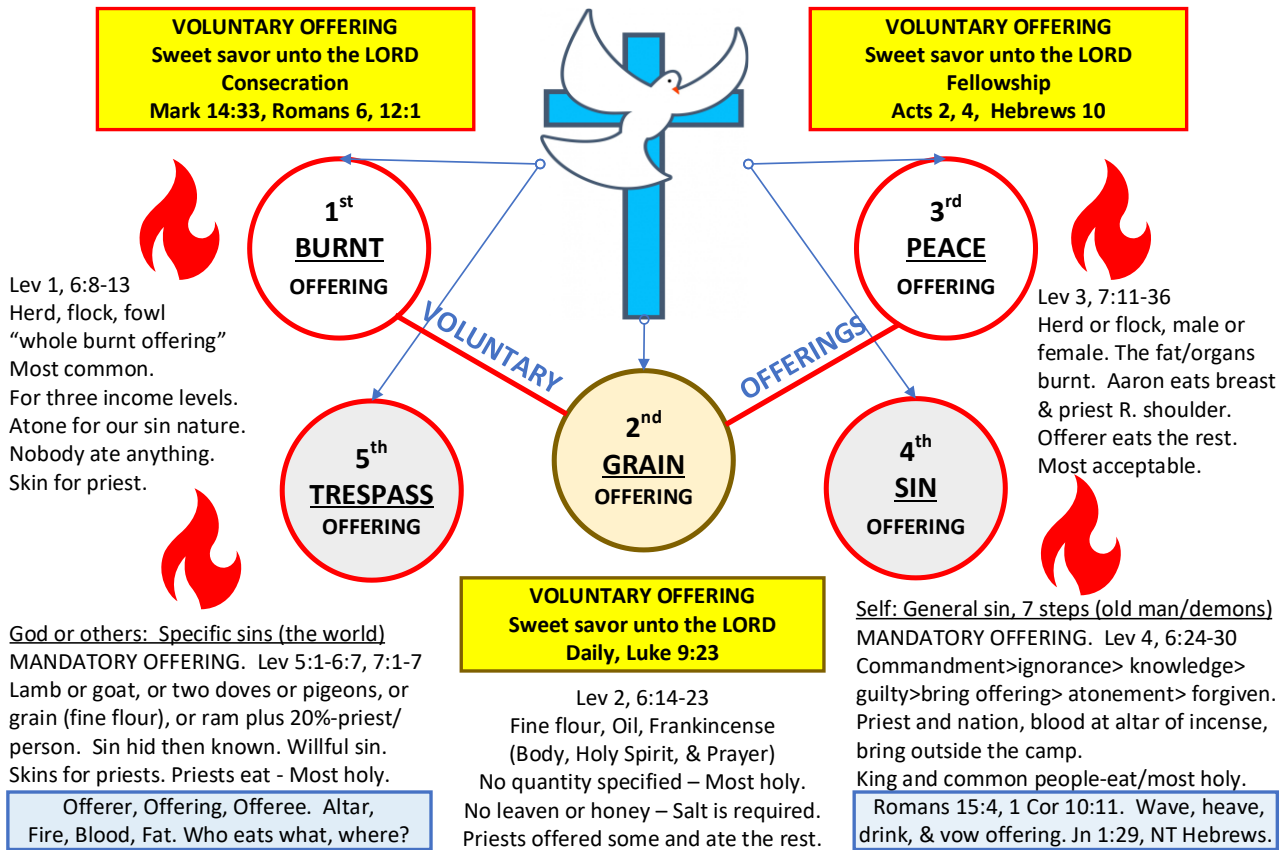 VOLUNTARY OFFERING
Sweet savor unto the LORD
Consecration
Mark 14:33, Romans 6, 12:1
VOLUNTARY OFFERING
Sweet savor unto the LORD
Fellowship
Acts 2, 4, Hebrews 10
1st
BURNT
OFFERING
3rd
PEACE
OFFERING
Lev 1, 6:8-13
Herd, flock, fowl
“whole burnt offering”
Most common.
For three income levels.
Atone for our sin nature.
Nobody ate anything.
Skin for priest.
VOLUNTARY
OFFERINGS
Lev 3, 7:11-36
Herd or flock, male or
female. The fat/organs
burnt. Aaron eats breast
& priest R. shoulder.
Offerer eats the rest.
Most acceptable.
5th
TRESPASS
OFFERING
2nd
GRAIN
OFFERING
4th
SIN
OFFERING
God or others: Specific sins (the world)
MANDATORY OFFERING. Lev 5:1-6:7, 7:1-7
Lamb or goat, or two doves or pigeons, or
grain (fine flour), or ram plus 20%-priest/
person. Sin hid then known. Willful sin.
Skins for priests. Priests eat - Most holy.
Offerer, Offering, Offeree. Altar,
Fire, Blood, Fat. Who eats what, where?
VOLUNTARY OFFERING
Sweet savor unto the LORD
Daily, Luke 9:23
Lev 2, 6:14-23
Fine flour, Oil, Frankincense
(Body, Holy Spirit, & Prayer)
No quantity specified – Most holy.
No leaven or honey – Salt is required.
Priests offered some and ate the rest.
Self: General sin, 7 steps (old man/demons)
MANDATORY OFFERING. Lev 4, 6:24-30
Commandment>ignorance> knowledge>
guilty>bring offering> atonement> forgiven.
Priest and nation, blood at altar of incense,
bring outside the camp.
King and common people-eat/most holy.
Romans 15:4, 1 Cor 10:11. Wave, heave,
drink, & vow offering. Jn 1:29, NT Hebrews.